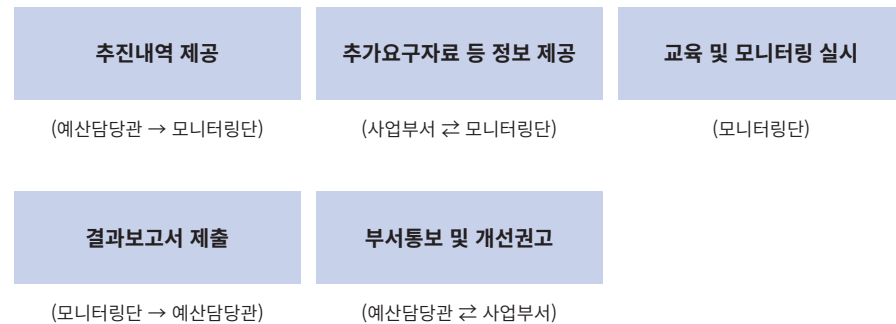 추진내역 제공
추가요구자료 등 정보 제공
교육 및 모니터링 실시
(예산담당관 → 모니터링단)
(사업부서 ⇄ 모니터링단)
(모니터링단)
결과보고서 제출
부서통보 및 개선권고
(모니터링단 → 예산담당관)
(예산담당관 ⇄ 사업부서)